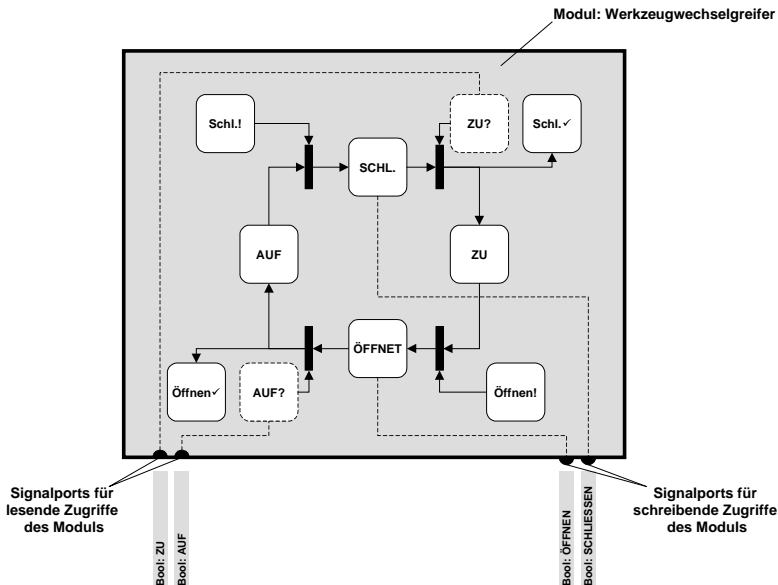 Modul: Werkzeugwechselgreifer
Schl.!
ZU?
Schl.✓
SCHL.
AUF
ZU
ÖFFNET
Öffnen✓
AUF?
Öffnen!
Signalports für
lesende Zugriffe
des Moduls
Bool: ZU
Bool: AUF
Bool: ÖFFNEN
Bool: SCHLIESSEN
Signalports für
schreibende Zugriffe
des Moduls